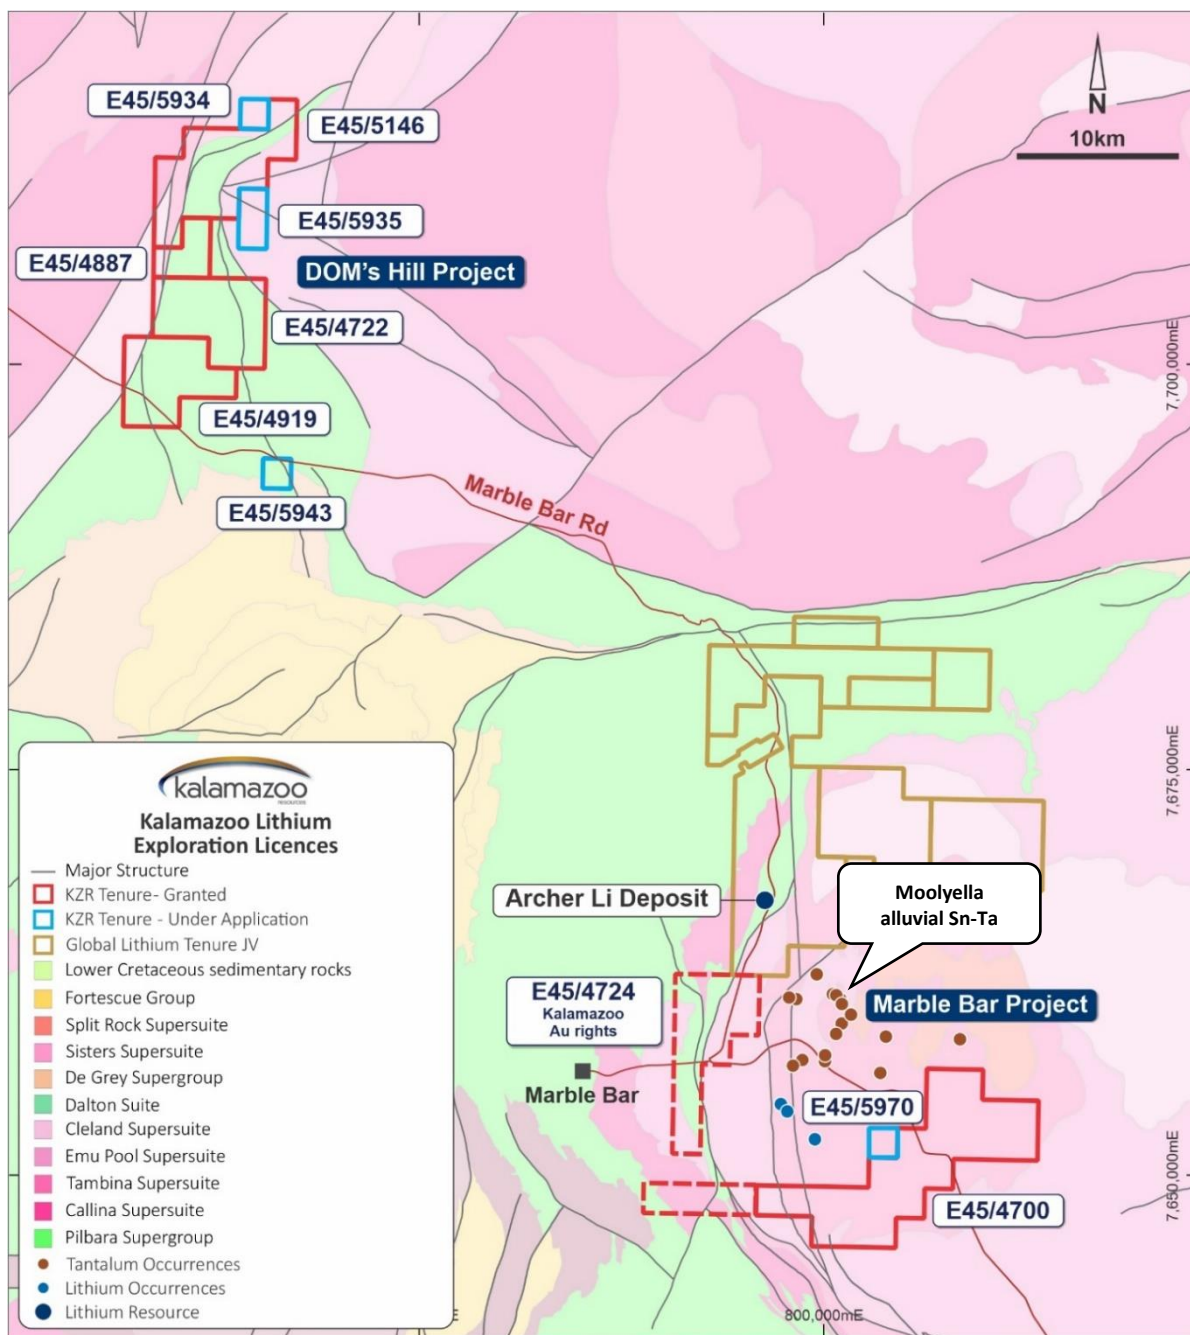 E45/5934
E45/5146
N
10km
E45/5935
E45/4887
DOM's Hill Project
E45/4722
7,700,000mE
E45/4919
E45/5943
Marble Bar Rd
7,675,000mE
kalamazoo
resources
Kalamazoo Lithium
Exploration Licences
Major Structure
KZR Tenure- Granted
KZR Tenure - Under Application
Global Lithium Tenure JV
Lower Cretaceous sedimentary rocks
Fortescue Group
Split Rock Supersuite
Sisters Supersuite
De Grey Supergroup
Dalton Suite
Cleland Supersuite
Emu Pool Supersuite
Tambina Supersuite
Callina Supersuite
Pilbara Supergroup
Tantalum Occurrences
Lithium Occurrences
Lithium Resource
Archer Li Deposit
Moolyella
alluvial Sn-Ta
E45/4724
Kalamazoo
Au rights
Marble Bar Project
Marble Bar
E45/5970
E45/4700
7,650,000mE
E
800,000mE